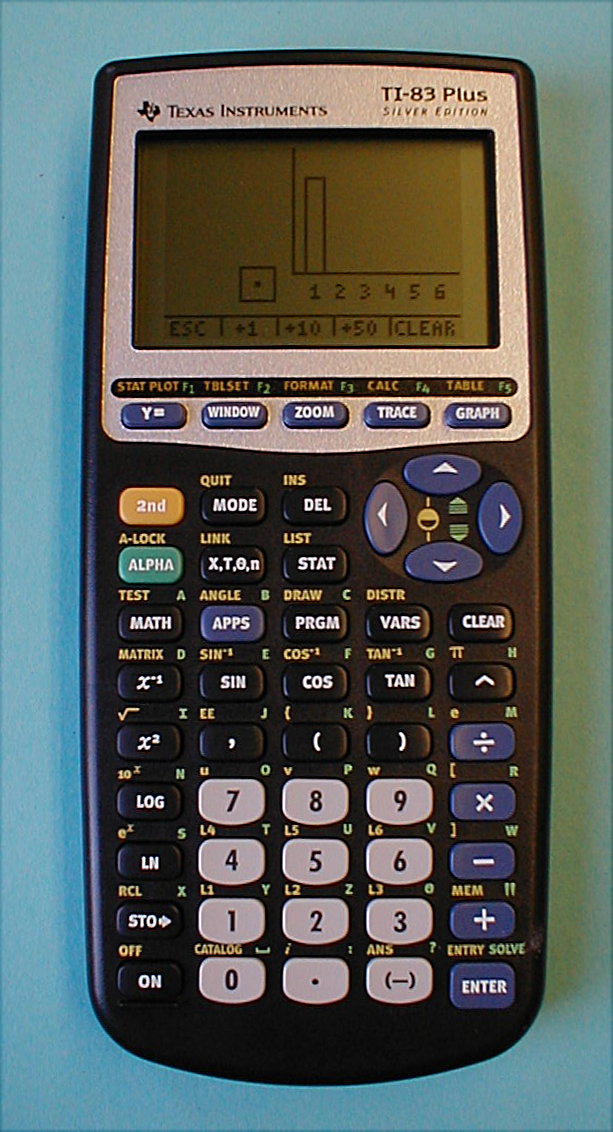 TI-83 Plus
TEXAS INSTRUMENTS SILVER EDITION
1 2 3 4 5 6
ESC +1 +10 +50 CLEAR
STAT PLOT F1 TBLSET F2 FORMAT F3 CALC F4 TABLE F5
Y= WINDOW ZOOM TRACE GRAPH
QUIT INS
2nd MODE DEL
A-LOCK LINK LIST
ALPHA X,T,θ,n STAT
TEST A ANGLE B DRAW C DISTR
MATH APPS PRGM VARS CLEAR
MATRIX D SIN⁻¹ E COS⁻¹ F TAN⁻¹ G π H
x⁻¹ SIN COS TAN ^
√ I EE J { K } L e M
x² , ( ) ÷
10ˣ N u O v P w Q [ R
LOG 7 8 9 ×
eˣ S L4 T L5 U L6 V ] W
LN 4 5 6 −
RCL X L1 Y L2 Z L3 θ MEM "
STO▸ 1 2 3 +
OFF CATALOG ⎵ i : ANS ? ENTRY SOLVE
ON 0 . (−) ENTER